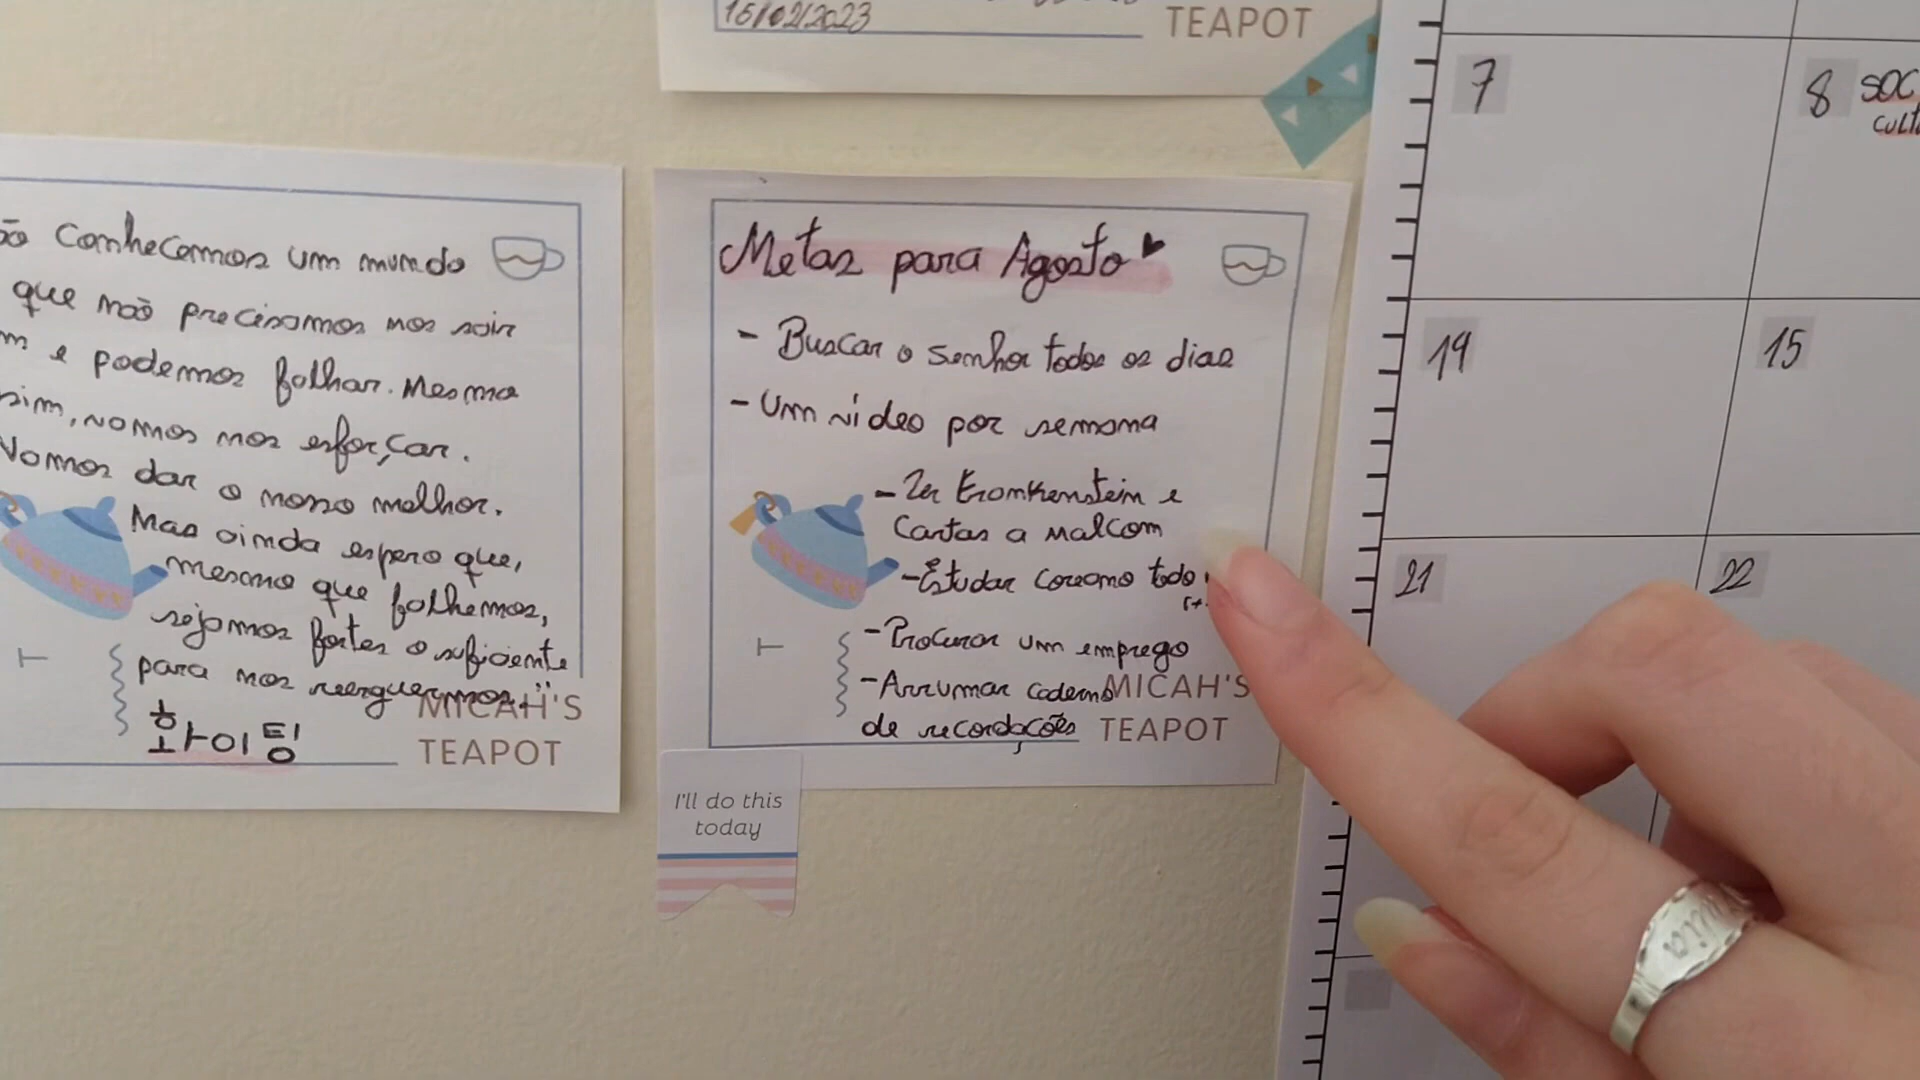 15/02/2023
TEAPOT
Conhecemos um mundo
que não precisamos nos sair
e podemos falhar. Mesmo
vamos nos esforçar.
Vamos dar o nosso melhor.
Mas ainda espero que,
mesmo que falhemos,
sejamos fortes o suficiente
para nos reerguermos
MICAH'S
화이팅
TEAPOT
Metas para Agosto
- Buscar o Senhor todos os dias
- Um vídeo por semana
- Ler Frankenstein e
Cartas a Malcom
- Estudar Coreano todo
- Procurar um emprego
- Arrumar caderno
MICAH'S
de recordações
TEAPOT
I'll do this
today
7
8 SOC
CULT
14
15
21
22